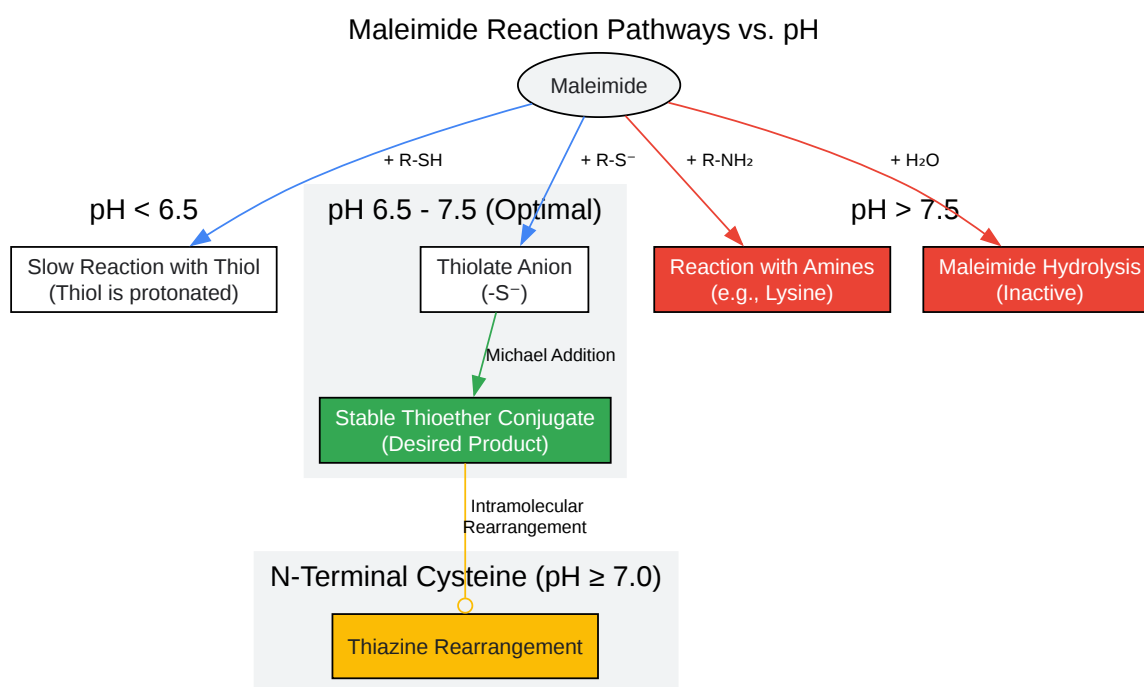 Maleimide Reaction Pathways vs. pH
Maleimide
+ R-SH
+ R-S⁻
+ R-NH₂
+ H₂O
pH < 6.5
pH 6.5 - 7.5 (Optimal)
pH > 7.5
Slow Reaction with Thiol
(Thiol is protonated)
Thiolate Anion
(-S⁻)
Reaction with Amines
(e.g., Lysine)
Maleimide Hydrolysis
(Inactive)
Michael Addition
Stable Thioether Conjugate
(Desired Product)
Intramolecular
Rearrangement
N-Terminal Cysteine (pH ≥ 7.0)
Thiazine Rearrangement